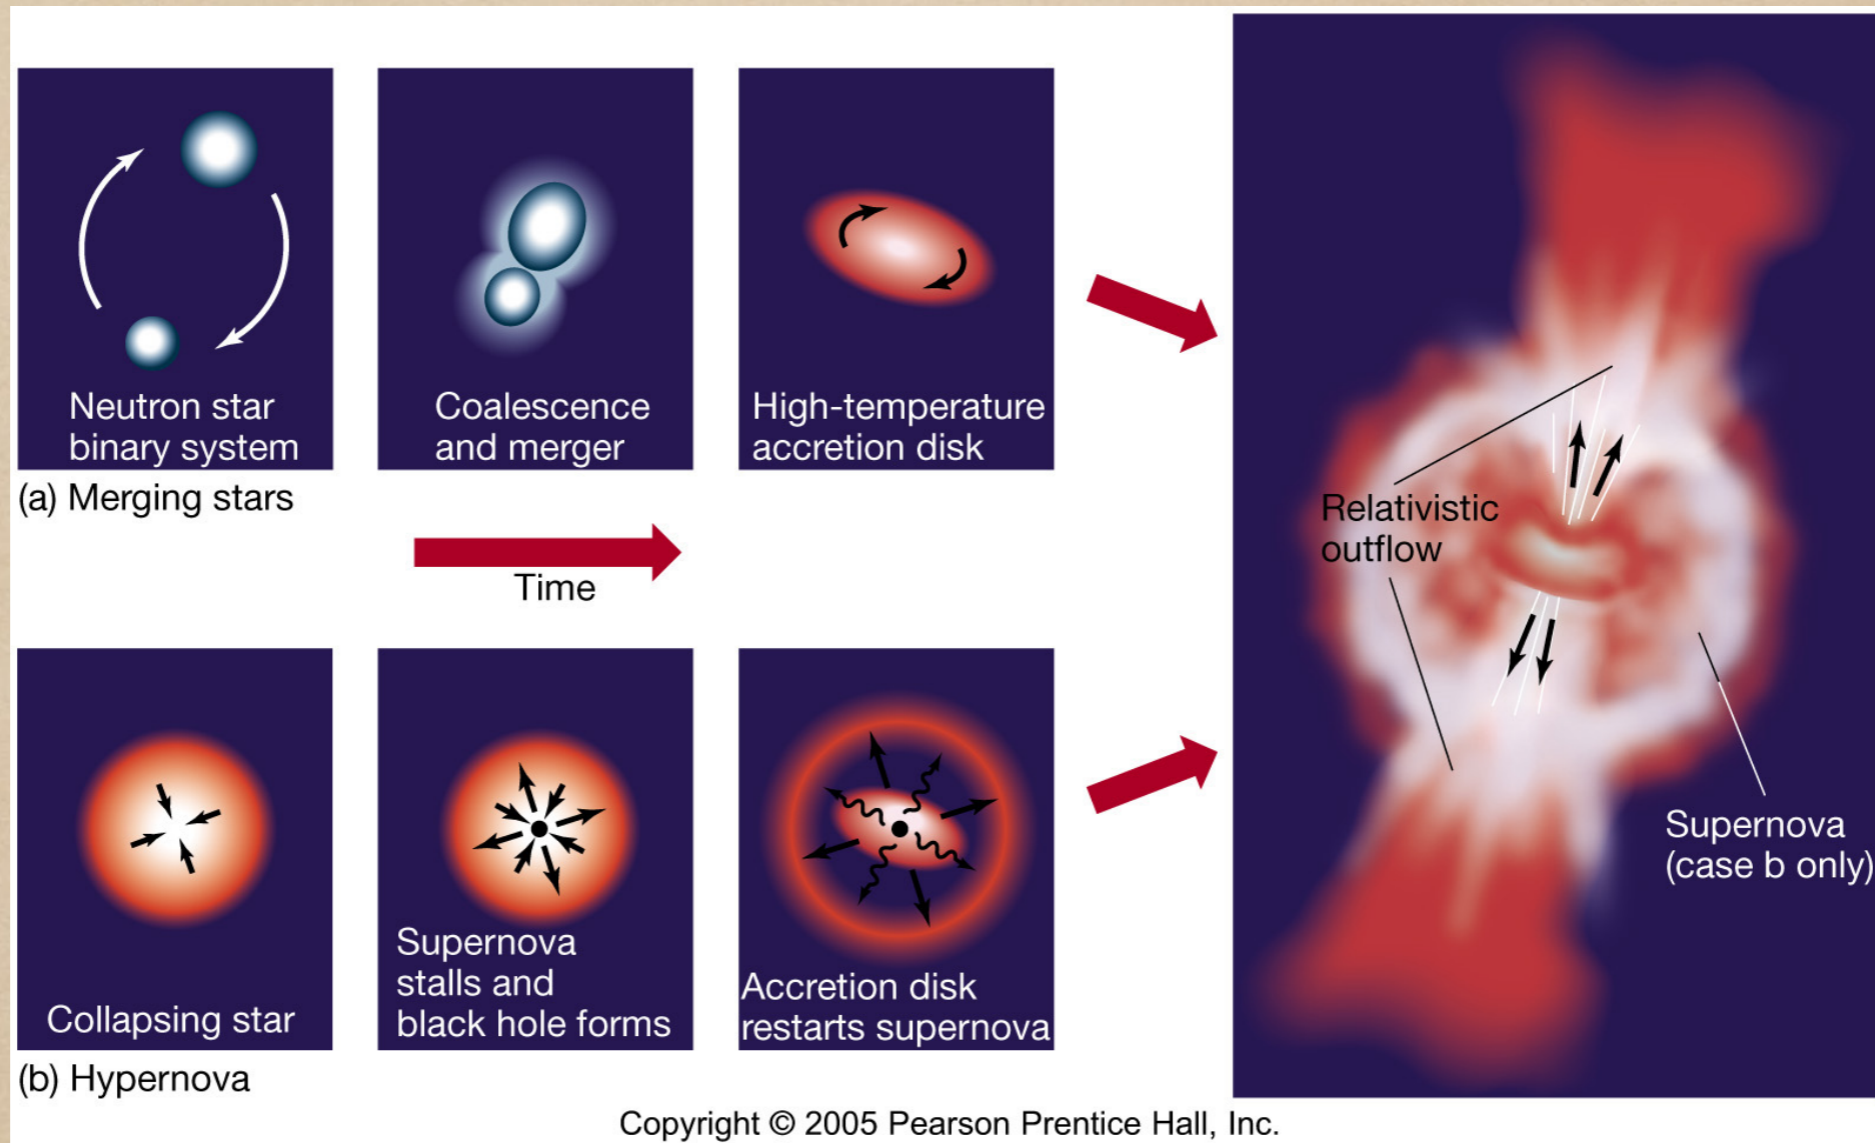 Neutron star
binary system
Coalescence
and merger
High-temperature
accretion disk
(a) Merging stars
Time
Relativistic
outflow
Supernova
(case b only)
Collapsing star
Supernova
stalls and
black hole forms
Accretion disk
restarts supernova
(b) Hypernova
Copyright © 2005 Pearson Prentice Hall, Inc.